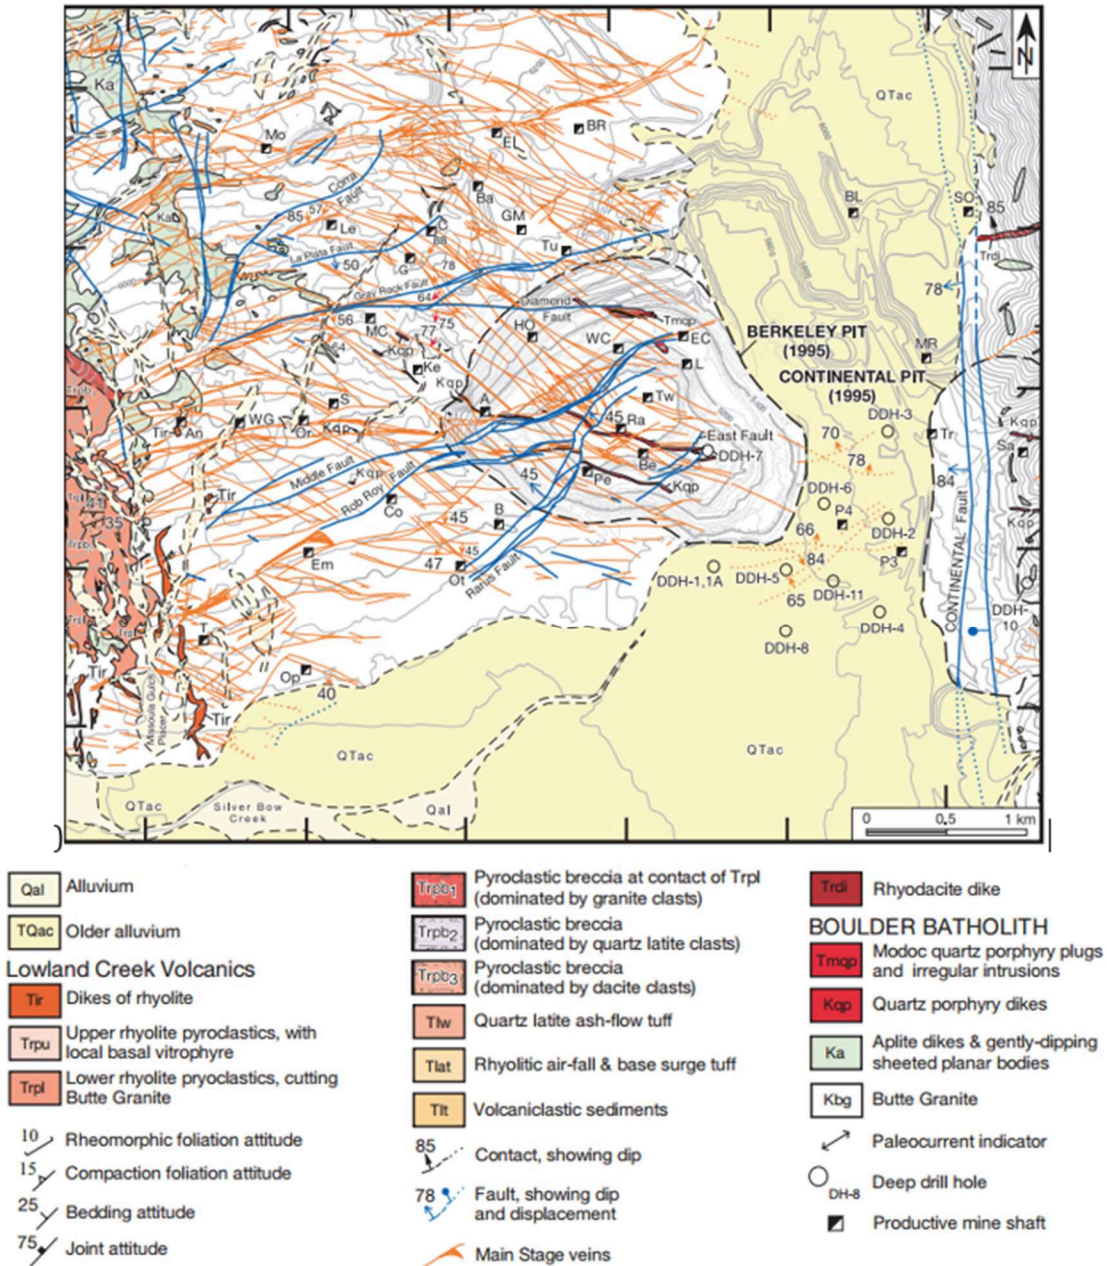 N
QTac
Ka
6200
Mo
EL
BR
Corra
Fault
Ba
BL
SO
85
85
57
Ka
Le
C
88
GM
Tu
Trdi
La Plata Fault
50
G
78
78
Gray Rock Fault
64
Diamond
Fault
56
MC
77
75
HO
Tmqp
BERKELEY PIT
(1995)
64
Kqp
WC
EC
MR
Ke
L
CONTINENTAL PIT
(1995)
Kqp
S
A
Tw
DDH-3
Tir
An
WG
Or
Kqp
45
Ra
70
Tr
Kqp
East Fault
Sa
Middle Fault
Kqp
Be
DDH-7
78
45
Pe
Kqp
DDH-6
84
Tir
Rob Roy Fault
Co
P4
Kqp
35
45
B
66
DDH-2
CONTINENTAL Fault
Em
47
45
84
P3
Ot
DDH-1,1A
DDH-5
DDH-11
DDH-
10
Rarus Fault
65
DDH-4
T
DDH-8
Tir
Op
40
Missoula Gulch
Placer
Tir
QTac
QTac
QTac
Silver Bow
Creek
Qal
0 0.5 1 km
Qal Alluvium
TQac Older alluvium
Lowland Creek Volcanics
Tir Dikes of rhyolite
Trpu Upper rhyolite pyroclastics, with
local basal vitrophyre
Trpl Lower rhyolite pryoclastics, cutting
Butte Granite
10 Rheomorphic foliation attitude
15 Compaction foliation attitude
25 Bedding attitude
75 Joint attitude
Trpb1 Pyroclastic breccia at contact of Trpl
(dominated by granite clasts)
Trpb2 Pyroclastic breccia
(dominated by quartz latite clasts)
Trpb3 Pyroclastic breccia
(dominated by dacite clasts)
Tlw Quartz latite ash-flow tuff
Tlat Rhyolitic air-fall & base surge tuff
Tlt Volcaniclastic sediments
85 Contact, showing dip
78 Fault, showing dip
and displacement
Main Stage veins
Trdi Rhyodacite dike
BOULDER BATHOLITH
Tmqp Modoc quartz porphyry plugs
and irregular intrusions
Kqp Quartz porphyry dikes
Ka Aplite dikes & gently-dipping
sheeted planar bodies
Kbg Butte Granite
Paleocurrent indicator
DH-8 Deep drill hole
Productive mine shaft